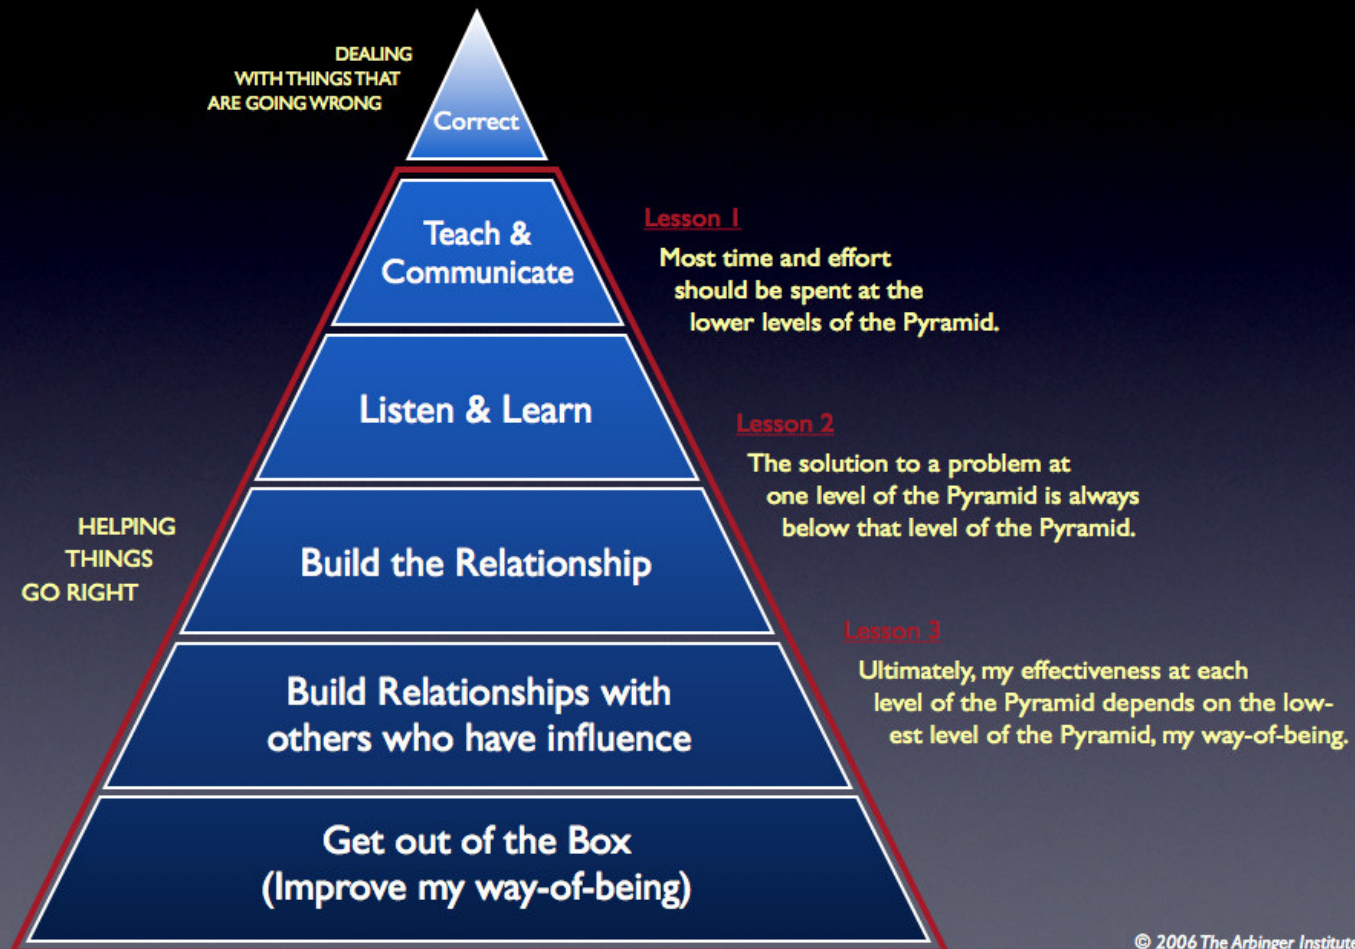 DEALING
WITH THINGS THAT
ARE GOING WRONG
Correct
Teach &
Communicate
Lesson 1
Most time and effort
should be spent at the
lower levels of the Pyramid.
Listen & Learn
Lesson 2
The solution to a problem at
one level of the Pyramid is always
below that level of the Pyramid.
HELPING
THINGS
GO RIGHT
Build the Relationship
Lesson 3
Ultimately, my effectiveness at each
level of the Pyramid depends on the low-
est level of the Pyramid, my way-of-being.
Build Relationships with
others who have influence
Get out of the Box
(Improve my way-of-being)
© 2006 The Arbinger Institute